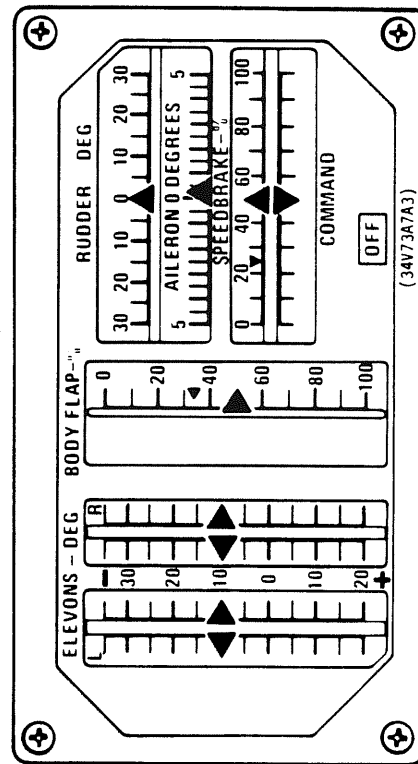 ELEVONS – DEG
L R
–
30
20
10
0
10
20
+
BODY FLAP-%
0
20
40
60
80
100
RUDDER DEG
30 20 10 0 10 20 30
AILERON 0 DEGREES
5 5
SPEEDBRAKE-%
0 20 40 60 80 100
COMMAND
OFF
(34V73A7A3)